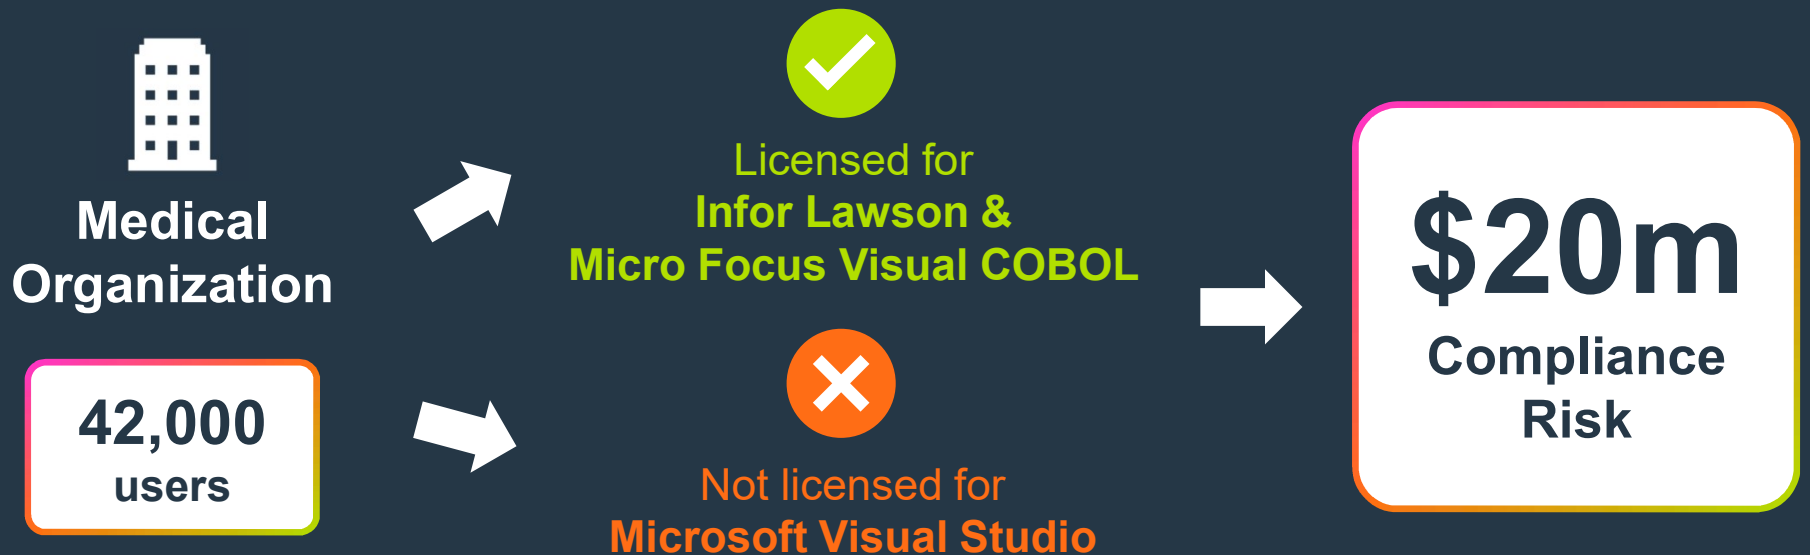 Medical
Organization
42,000
users
Licensed for
Infor Lawson &
Micro Focus Visual COBOL
Not licensed for
Microsoft Visual Studio
$20m
Compliance
Risk